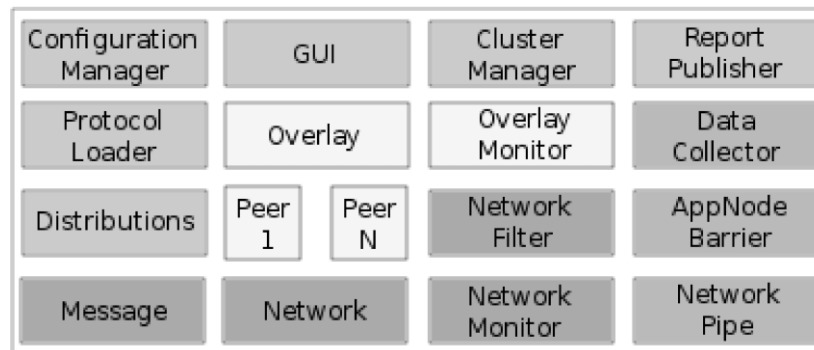 Configuration
Manager
GUI
Cluster
Manager
Report
Publisher
Protocol
Loader
Overlay
Overlay
Monitor
Data
Collector
Distributions
Peer
1
Peer
N
Network
Filter
AppNode
Barrier
Message
Network
Network
Monitor
Network
Pipe